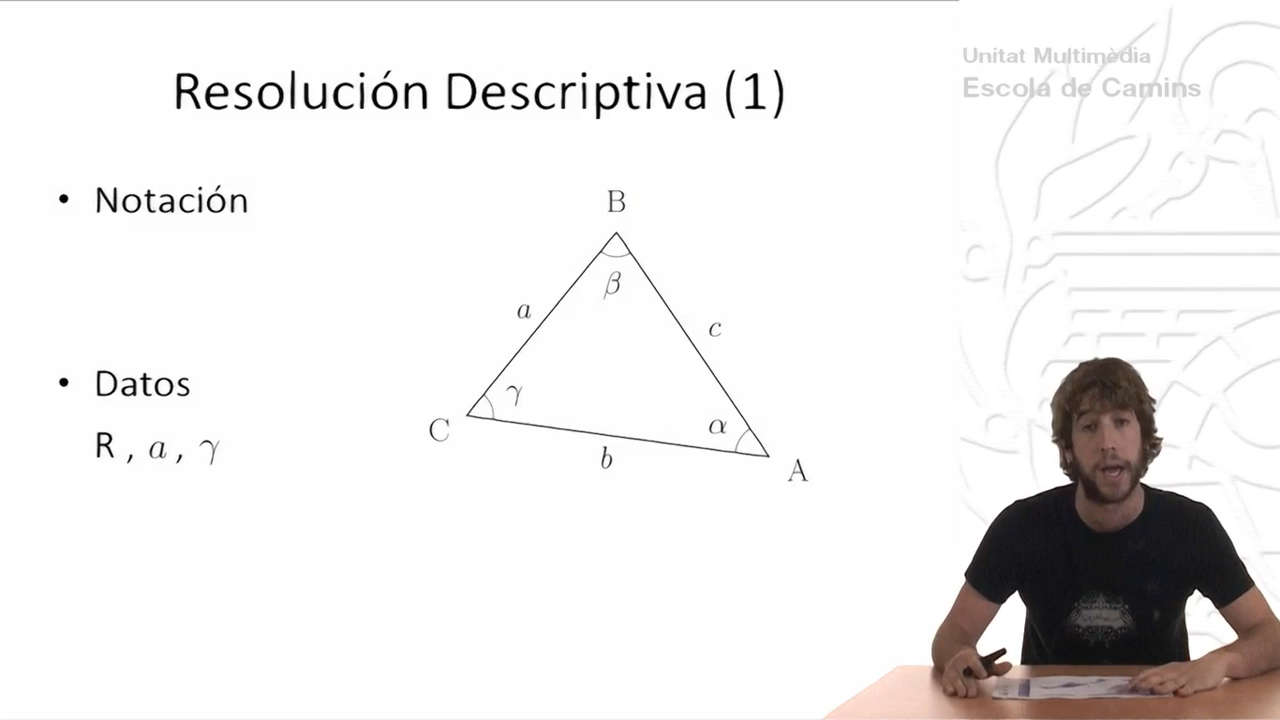 Unitat Multimèdia
Escola de Camins
Resolución Descriptiva (1)
• Notación
B
β
a
c
γ
C
α
b
A
• Datos
R , a , γ